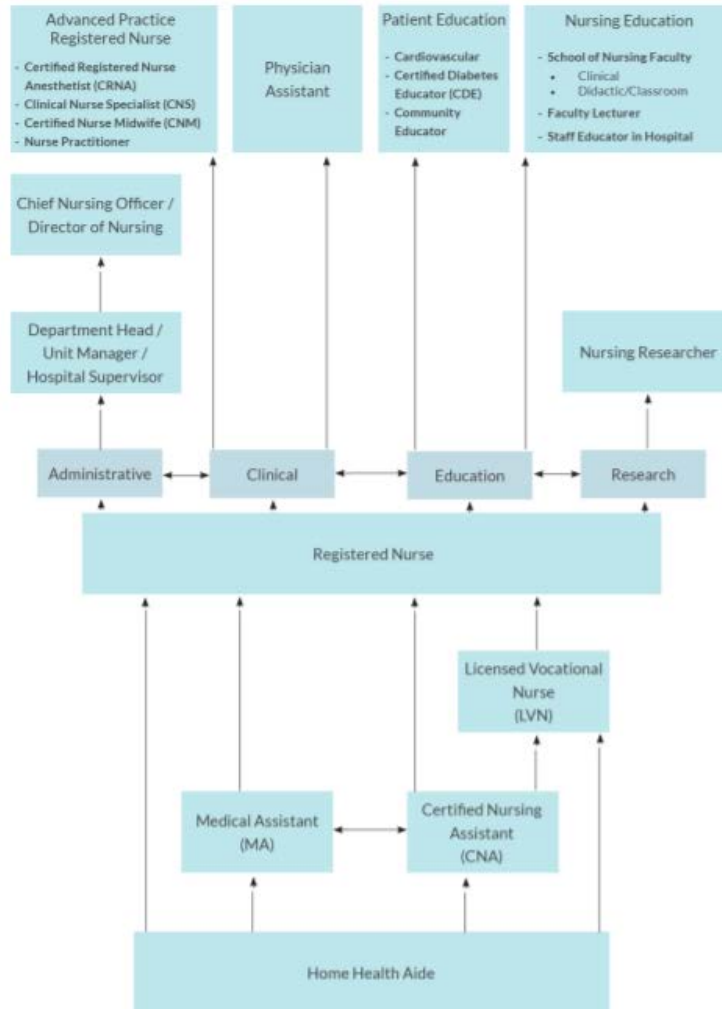 Advanced Practice
Registered Nurse
- Certified Registered Nurse
Anesthetist (CRNA)
- Clinical Nurse Specialist (CNS)
- Certified Nurse Midwife (CNM)
- Nurse Practitioner
Physician
Assistant
Patient Education
- Cardiovascular
- Certified Diabetes
Educator (CDE)
- Community
Educator
Nursing Education
- School of Nursing Faculty
• Clinical
• Didactic/Classroom
- Faculty Lecturer
- Staff Educator in Hospital
Chief Nursing Officer /
Director of Nursing
Department Head /
Unit Manager /
Hospital Supervisor
Nursing Researcher
Administrative
Clinical
Education
Research
Registered Nurse
Licensed Vocational
Nurse
(LVN)
Medical Assistant
(MA)
Certified Nursing
Assistant
(CNA)
Home Health Aide